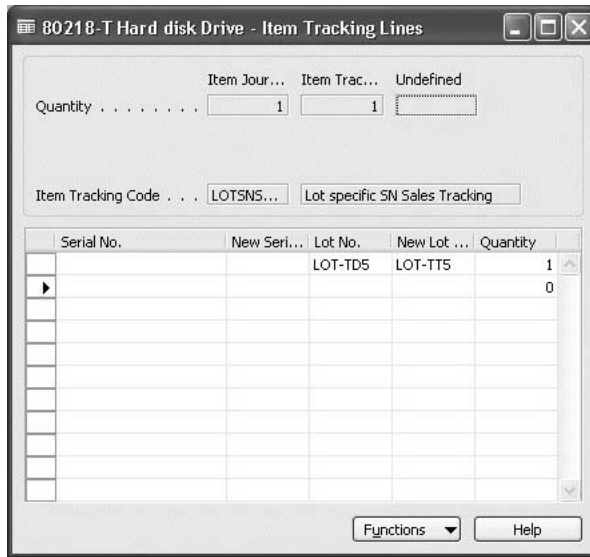 80218-T Hard disk Drive - Item Tracking Lines
Item Jour... Item Trac... Undefined
Quantity . . . . . . . . 1 1
Item Tracking Code . . . LOTSNS... Lot specific SN Sales Tracking
Serial No. New Seri... Lot No. New Lot ... Quantity
LOT-TD5 LOT-TT5 1
0
Functions Help